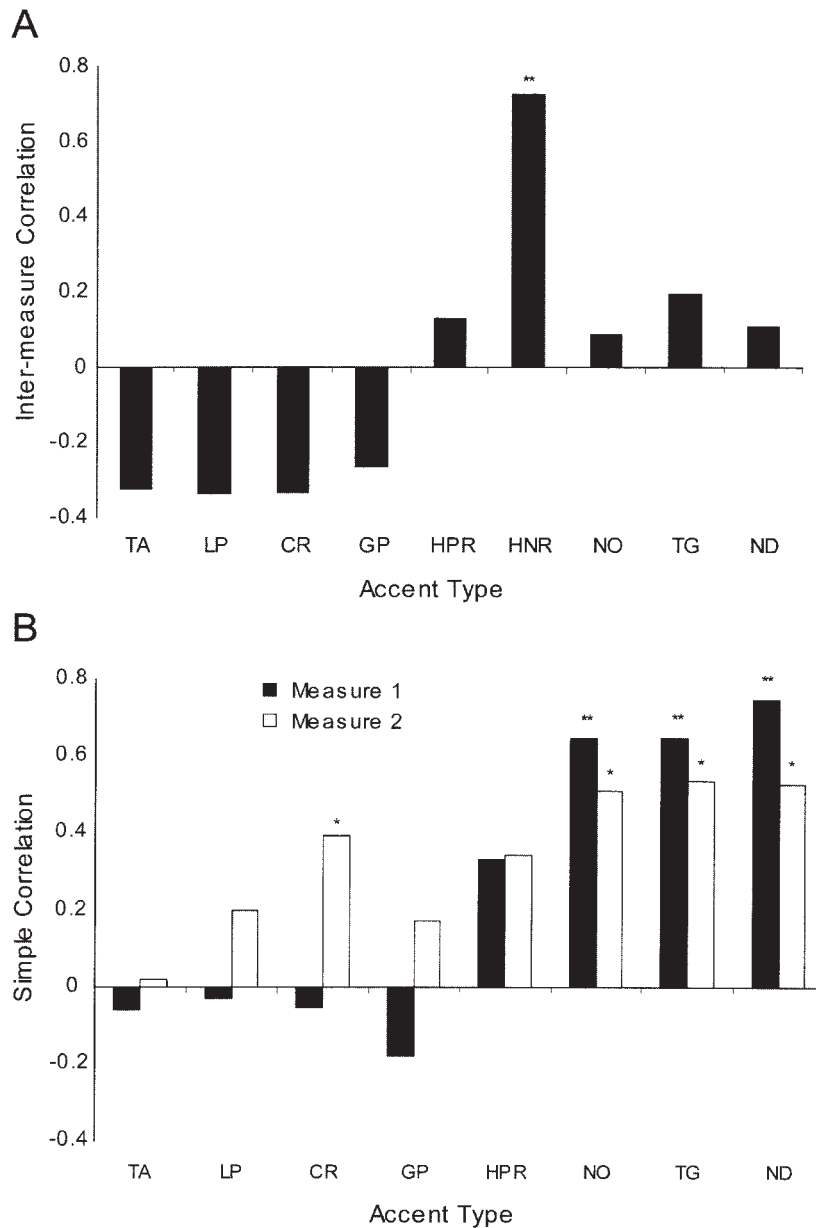 A
Inter-measure Correlation
0.8
0.6
0.4
0.2
0
-0.2
-0.4
**
TA LP CR GP HPR HNR NO TG ND
Accent Type
B
Simple Correlation
0.8
0.6
0.4
0.2
0
-0.2
-0.4
Measure 1
Measure 2
*
** * ** * ** *
TA LP CR GP HPR NO TG ND
Accent Type